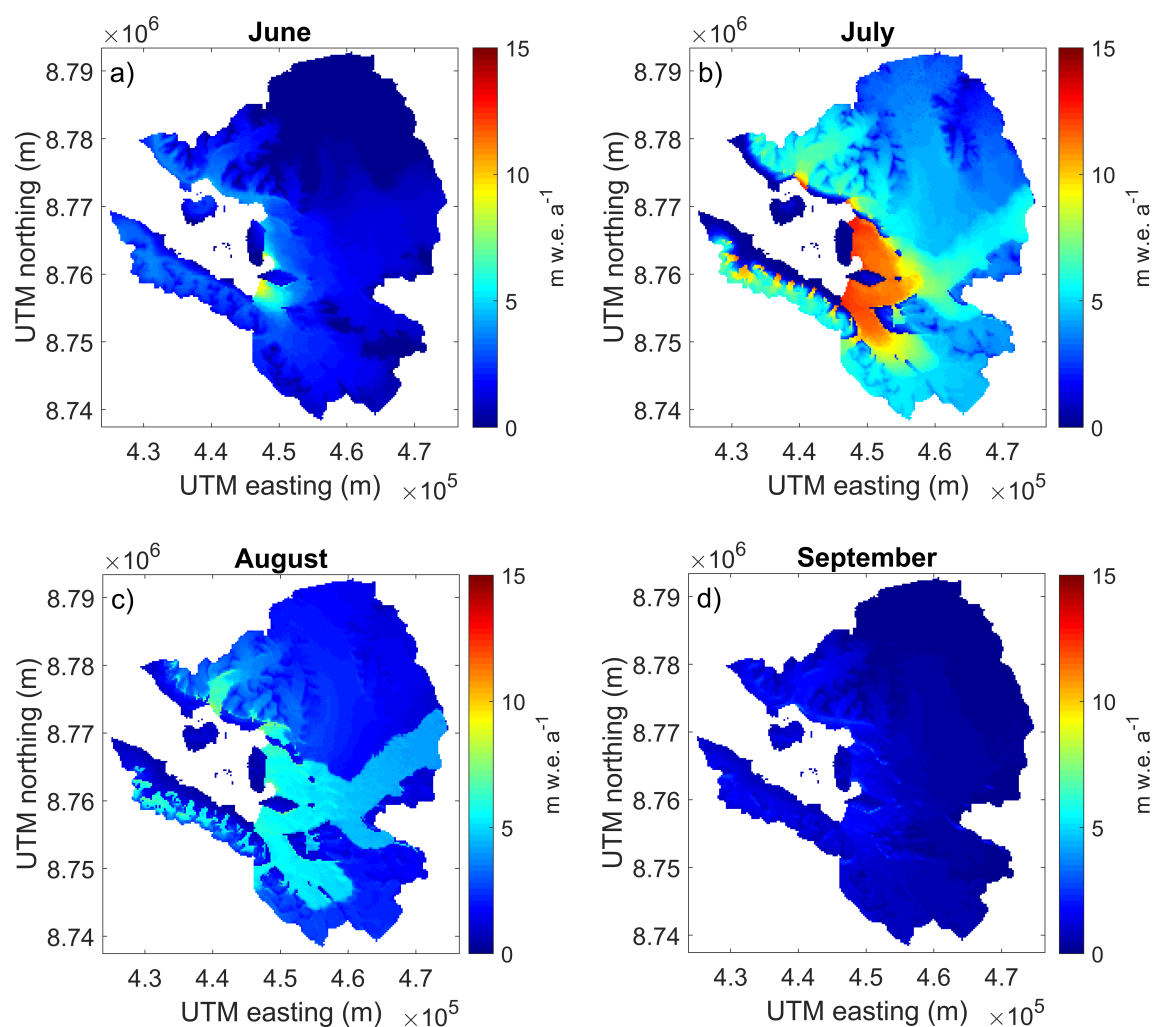 ×10⁶ June
a)
8.79
8.78
8.77
8.76
8.75
8.74
UTM northing (m)
4.3 4.4 4.5 4.6 4.7
UTM easting (m) ×10⁵
15
10
5
0
m w.e. a⁻¹
×10⁶ July
b)
8.79
8.78
8.77
8.76
8.75
8.74
UTM northing (m)
4.3 4.4 4.5 4.6 4.7
UTM easting (m) ×10⁵
15
10
5
0
m w.e. a⁻¹
×10⁶ August
c)
8.79
8.78
8.77
8.76
8.75
8.74
UTM northing (m)
4.3 4.4 4.5 4.6 4.7
UTM easting (m) ×10⁵
15
10
5
0
m w.e. a⁻¹
×10⁶ September
d)
8.79
8.78
8.77
8.76
8.75
8.74
UTM northing (m)
4.3 4.4 4.5 4.6 4.7
UTM easting (m) ×10⁵
15
10
5
0
m w.e. a⁻¹